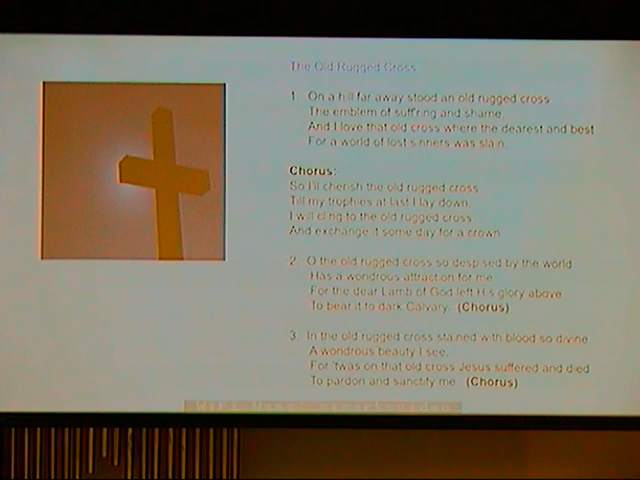 The Old Rugged Cross
1. On a hill far away stood an old rugged cross
The emblem of suff'ring and shame
And I love that old cross where the dearest and best
For a world of lost sinners was slain.
Chorus:
So I'll cherish the old rugged cross
Till my trophies at last I lay down
I will cling to the old rugged cross
And exchange it some day for a crown
2. O the old rugged cross so despised by the world
Has a wondrous attraction for me
For the dear Lamb of God left His glory above
To bear it to dark Calvary. (Chorus)
3. In the old rugged cross stained with blood so divine
A wondrous beauty I see.
For 'twas on that old cross Jesus suffered and died
To pardon and sanctify me. (Chorus)